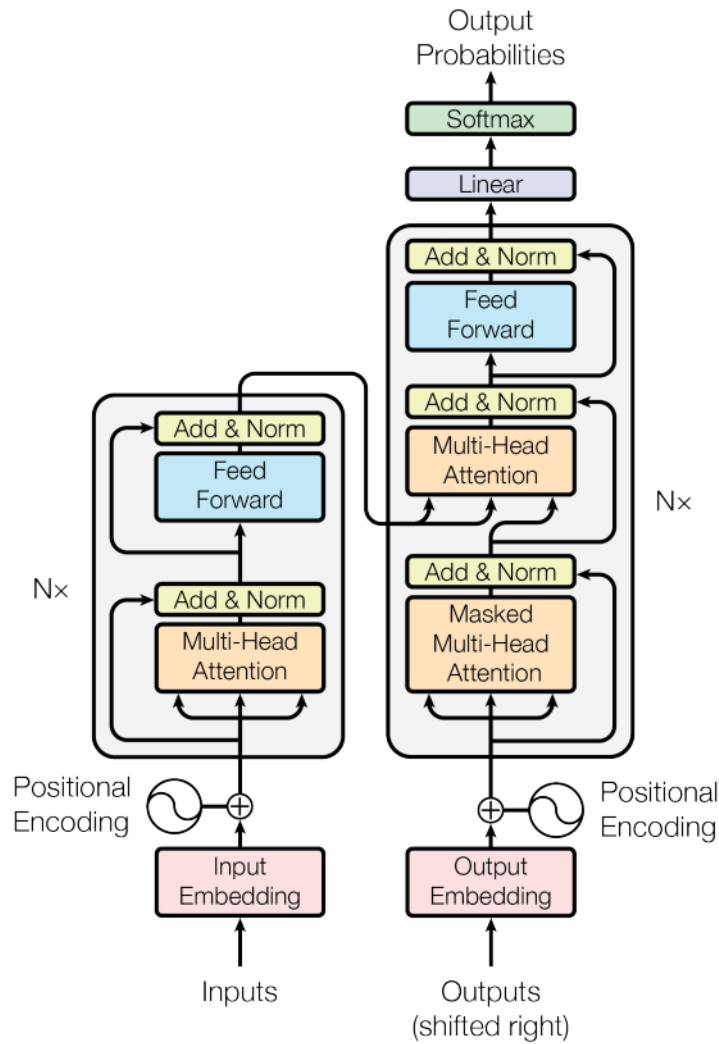 Output
Probabilities
Softmax
Linear
Add & Norm
Feed
Forward
Add & Norm
Multi-Head
Attention
Add & Norm
Masked
Multi-Head
Attention
Nx
Add & Norm
Feed
Forward
Add & Norm
Multi-Head
Attention
Nx
Positional
Encoding
Positional
Encoding
Input
Embedding
Output
Embedding
Inputs
Outputs
(shifted right)